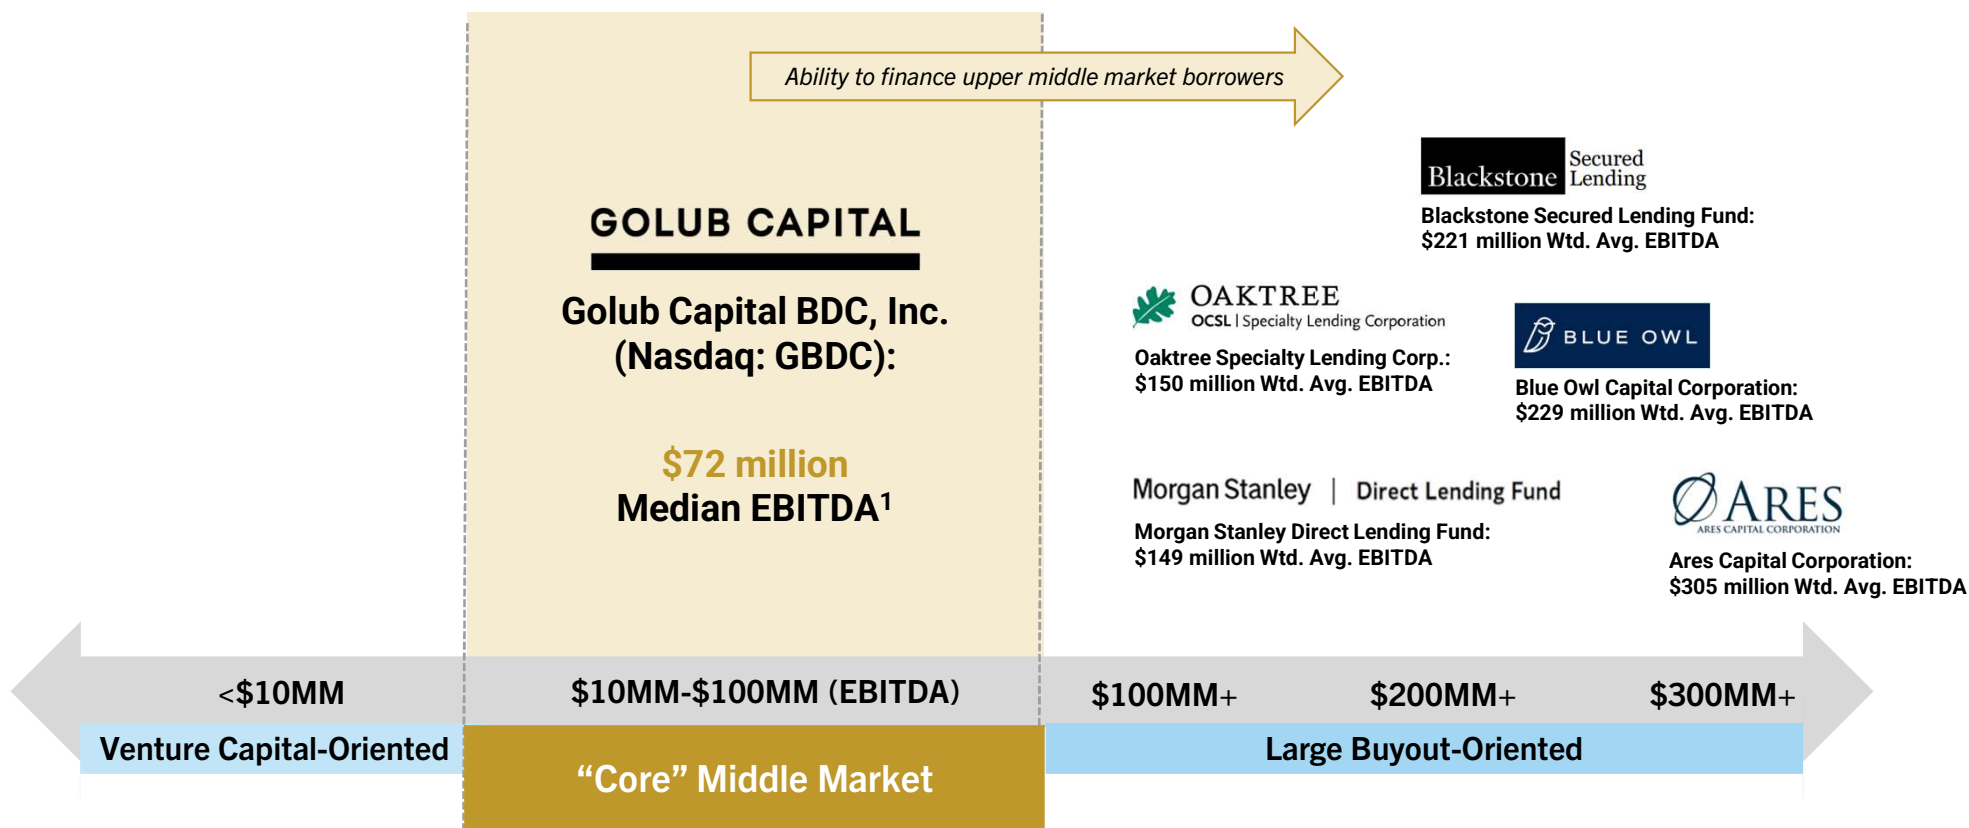 Ability to finance upper middle market borrowers
GOLUB CAPITAL
Golub Capital BDC, Inc.
(Nasdaq: GBDC):
$72 million
Median EBITDA¹
Blackstone
Secured
Lending
Blackstone Secured Lending Fund:
$221 million Wtd. Avg. EBITDA
OAKTREE
OCSL | Specialty Lending Corporation
Oaktree Specialty Lending Corp.:
$150 million Wtd. Avg. EBITDA
BLUE OWL
Blue Owl Capital Corporation:
$229 million Wtd. Avg. EBITDA
Morgan Stanley | Direct Lending Fund
Morgan Stanley Direct Lending Fund:
$149 million Wtd. Avg. EBITDA
ARES
ARES CAPITAL CORPORATION
Ares Capital Corporation:
$305 million Wtd. Avg. EBITDA
<$10MM
$10MM-$100MM (EBITDA)
$100MM+
$200MM+
$300MM+
Venture Capital-Oriented
“Core” Middle Market
Large Buyout-Oriented